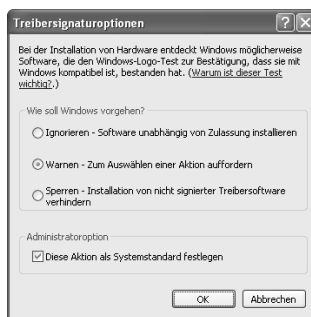 Treibersignaturoptionen
Bei der Installation von Hardware entdeckt Windows möglicherweise
Software, die den Windows-Logo-Test zur Bestätigung, dass sie mit
Windows kompatibel ist, bestanden hat. (Warum ist dieser Test
wichtig?.)
Wie soll Windows vorgehen?
Ignorieren - Software unabhängig von Zulassung installieren
Warnen - Zum Auswählen einer Aktion auffordern
Sperren - Installation von nicht signierter Treibersoftware
verhindern
Administratoroption
Diese Aktion als Systemstandard festlegen
OK Abbrechen